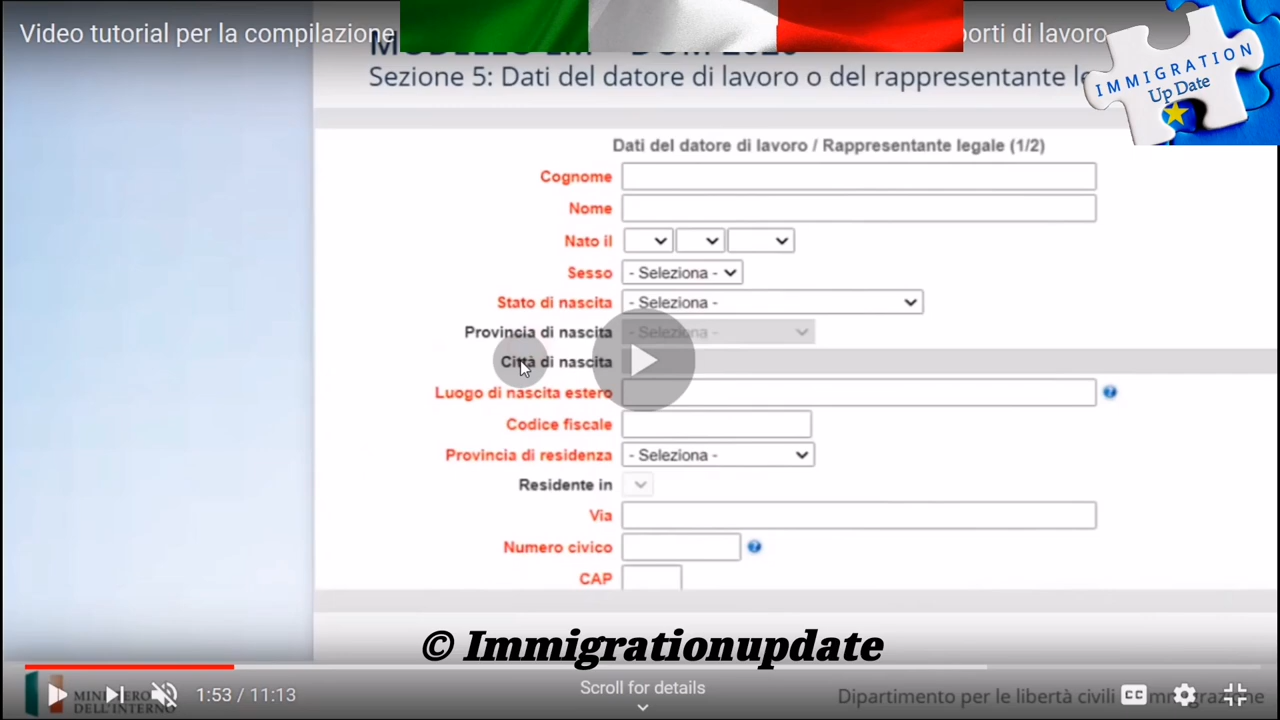 Video tutorial per la compilazione
porti di lavoro
Sezione 5: Dati del datore di lavoro o del rappresentante le
IMMIGRATION
Up Date
Dati del datore di lavoro / Rappresentante legale (1/2)
Cognome
Nome
Nato il
Sesso - Seleziona -
Stato di nascita - Seleziona -
Provincia di nascita - Seleziona -
Città di nascita
Luogo di nascita estero
Codice fiscale
Provincia di residenza - Seleziona -
Residente in
Via
Numero civico
CAP
© Immigrationupdate
1:53 / 11:13
Scroll for details
DELL'INTERNO
CC
Dipartimento per le libertà civili